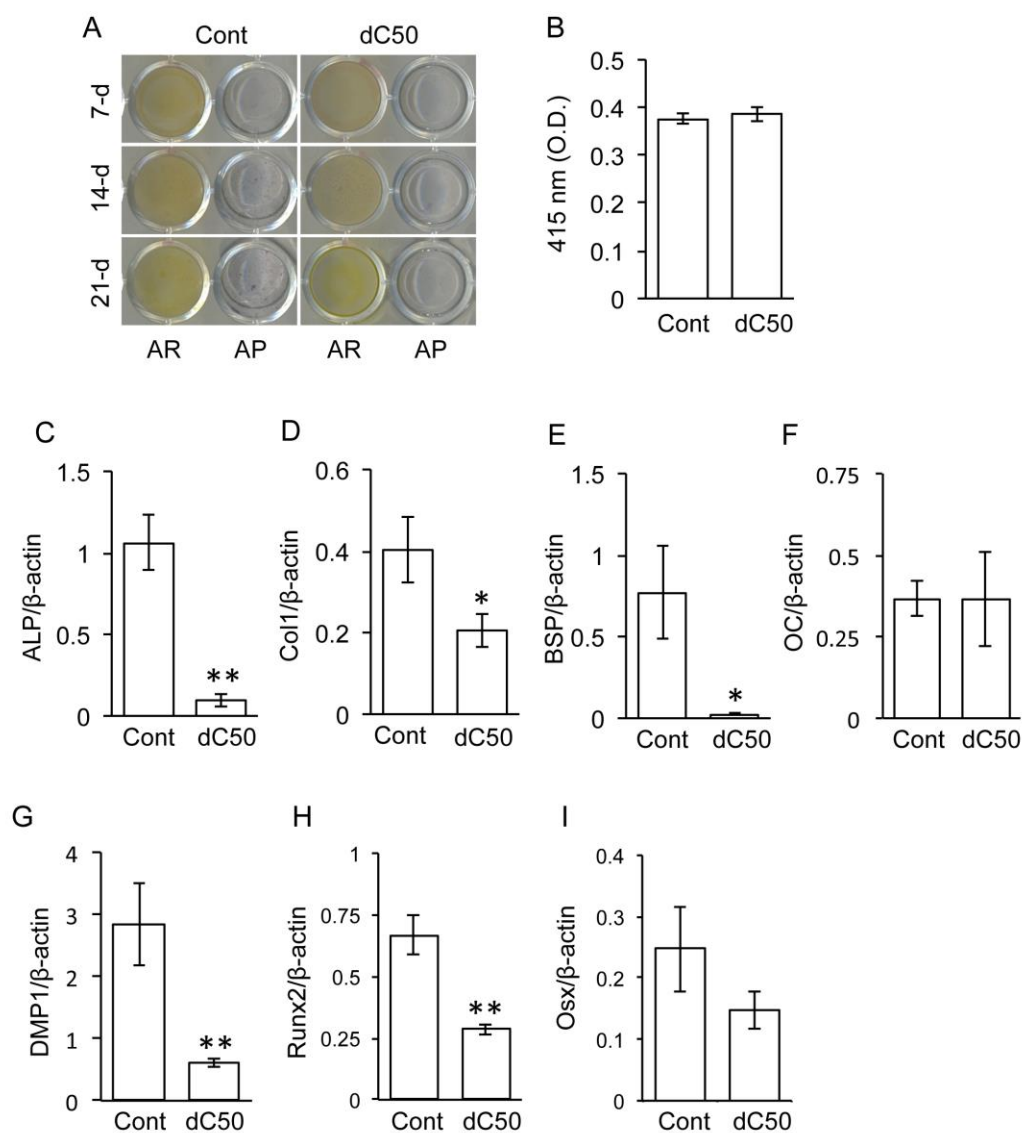 A
Cont dC50
7-d
14-d
21-d
AR AP AR AP
B
415 nm (O.D.)
0.5
0.4
0.3
0.2
0.1
0
Cont dC50
C
ALP/β-actin
1.5
1
0.5
0
**
Cont dC50
D
Col1/β-actin
0.6
0.4
0.2
0
*
Cont dC50
E
BSP/β-actin
1.5
1
0.5
0
*
Cont dC50
F
OC/β-actin
0.75
0.5
0.25
0
Cont dC50
G
DMP1/β-actin
4
3
2
1
0
**
Cont dC50
H
Runx2/β-actin
1
0.75
0.5
0.25
0
**
Cont dC50
I
Osx/β-actin
0.4
0.3
0.2
0.1
0
Cont dC50